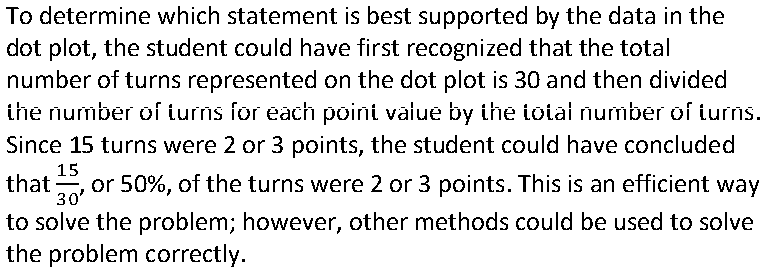 To determine which statement is best supported by the data in the
dot plot, the student could have first recognized that the total
number of turns represented on the dot plot is 30 and then divided
the number of turns for each point value by the total number of turns.
Since 15 turns were 2 or 3 points, the student could have concluded
that 15/30, or 50%, of the turns were 2 or 3 points. This is an efficient way
to solve the problem; however, other methods could be used to solve
the problem correctly.